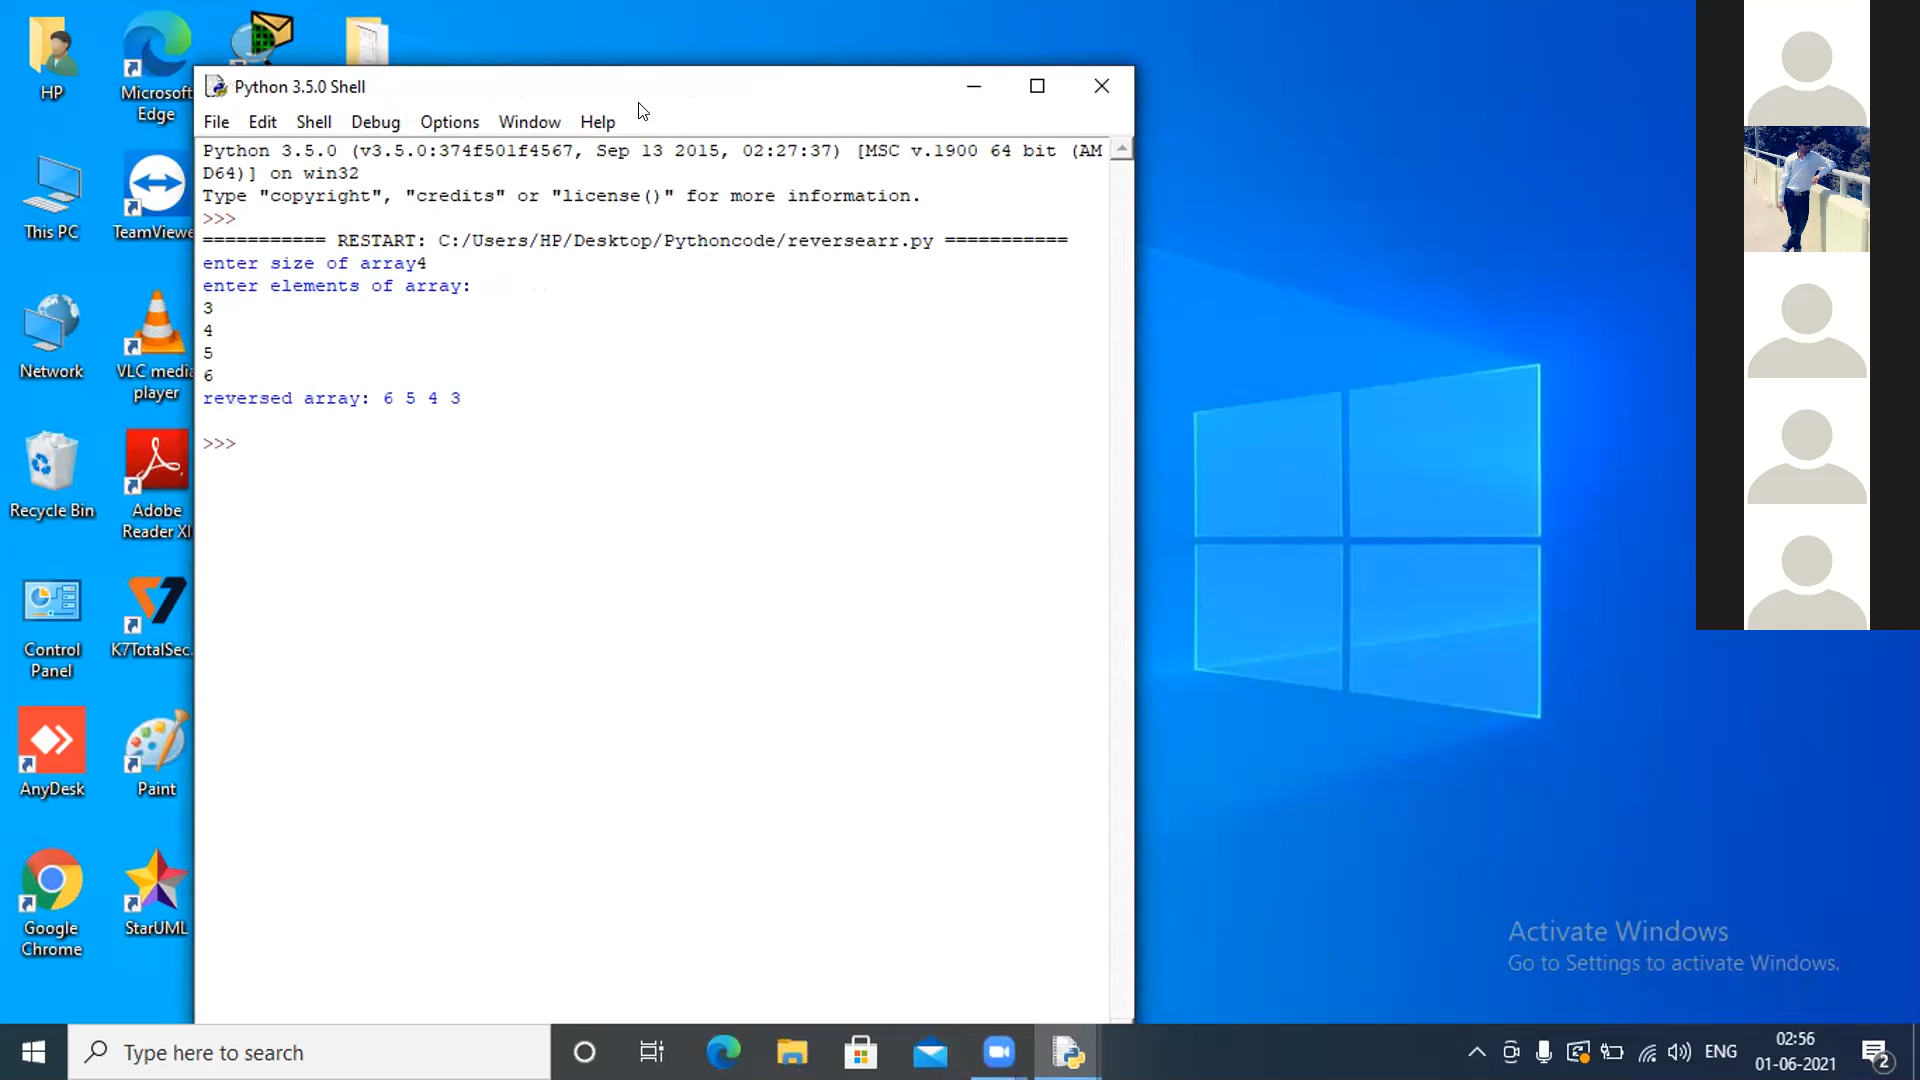 HP
Microsoft
Edge
This PC
TeamViewe
Network
VLC medi
player
Recycle Bin
Adobe
Reader XI
Control
Panel
K7TotalSec.
AnyDesk
Paint
Google
Chrome
StarUML
Python 3.5.0 Shell
File Edit Shell Debug Options Window Help
Python 3.5.0 (v3.5.0:374f501f4567, Sep 13 2015, 02:27:37) [MSC v.1900 64 bit (AM
D64)] on win32
Type "copyright", "credits" or "license()" for more information.
>>>
=========== RESTART: C:/Users/HP/Desktop/Pythoncode/reversearr.py ===========
enter size of array4
enter elements of array:
3
4
5
6
reversed array: 6 5 4 3
>>>
Activate Windows
Go to Settings to activate Windows.
Type here to search
ENG
02:56
01-06-2021
2